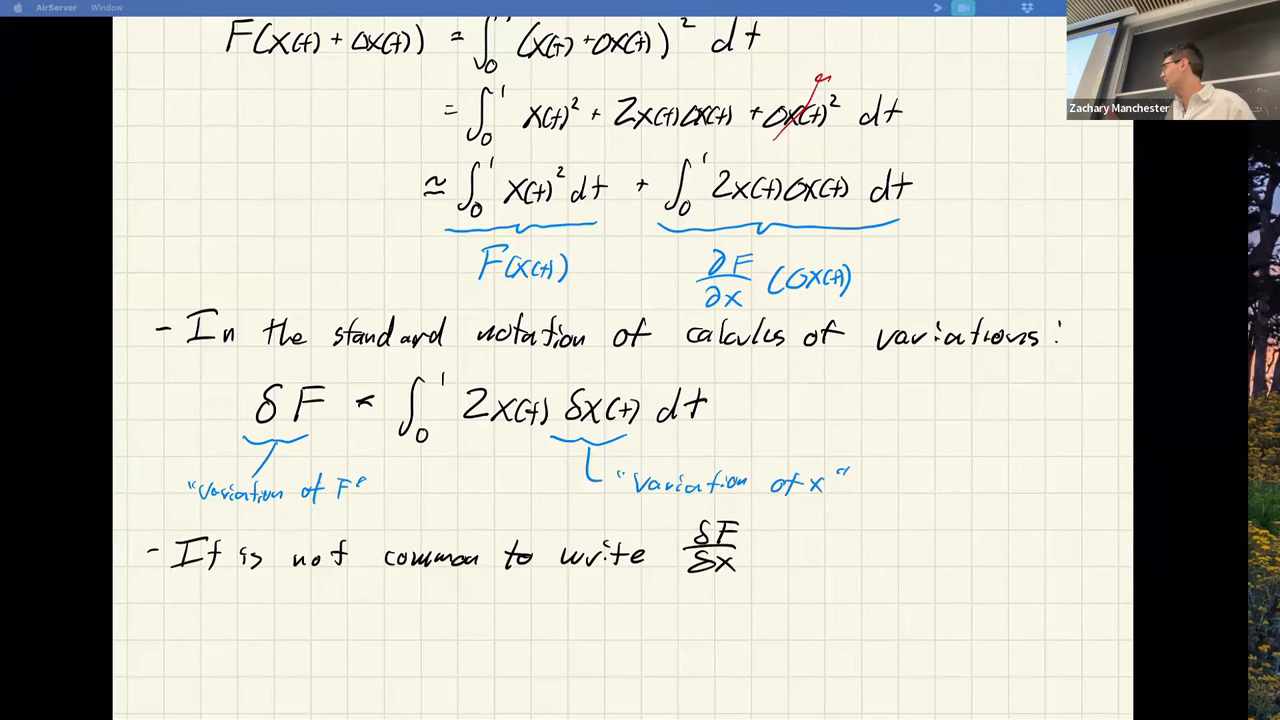 AirServer Window
F(x(t) + Δx(t)) = ∫₀¹ (x(t) + Δx(t))² dt
Zachary Manchester
= ∫₀¹ x(t)² + 2x(t)Δx(t) + Δx(t)² dt
≃ ∫₀¹ x(t)² dt + ∫₀¹ 2x(t)Δx(t) dt
F(x(t)) ∂F/∂x (Δx(t))
- In the standard notation of calculus of variations:
δF = ∫₀¹ 2x(t) δx(t) dt
"variation of F" "variation of x"
- It is not common to write δF/δx